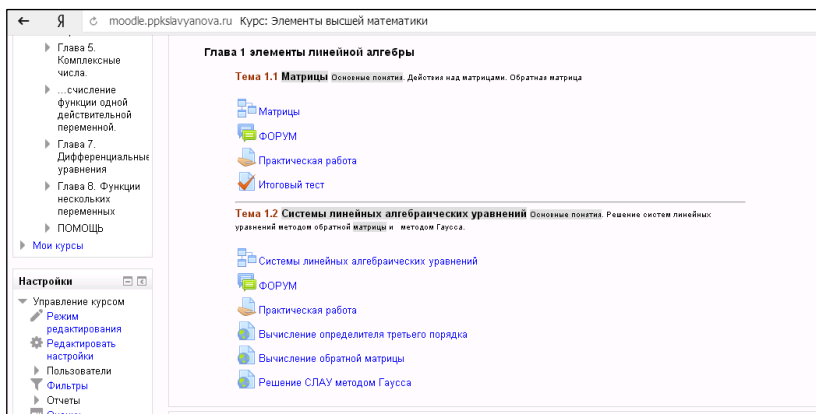 Я moodle.ppkslavyanova.ru Курс: Элементы высшей математики
Глава 5.
Комплексные
числа.
...счисление
функции одной
действительной
переменной.
Глава 7.
Дифференциальные
уравнения
Глава 8. Функции
нескольких
переменных
ПОМОЩЬ
Мои курсы
Настройки
Управление курсом
Режим
редактирования
Редактировать
настройки
Пользователи
Фильтры
Отчеты
Глава 1 элементы линейной алгебры
Тема 1.1 Матрицы Основные понятия. Действия над матрицами. Обратная матрица
Матрицы
ФОРУМ
Практическая работа
Итоговый тест
Тема 1.2 Системы линейных алгебраических уравнений Основные понятия. Решение систем линейных
уравнений методом обратной матрицы и методом Гаусса.
Системы линейных алгебраических уравнений
ФОРУМ
Практическая работа
Вычисление определителя третьего порядка
Вычисление обратной матрицы
Решение СЛАУ методом Гаусса